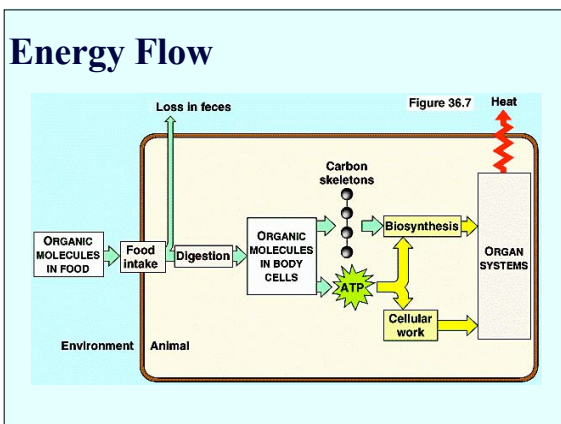 Energy Flow
Loss in feces
Figure 36.7
Heat
Carbon
skeletons
ORGANIC
MOLECULES
IN FOOD
Food
intake
Digestion
ORGANIC
MOLECULES
IN BODY
CELLS
Biosynthesis
ATP
Cellular
work
ORGAN
SYSTEMS
Environment
Animal